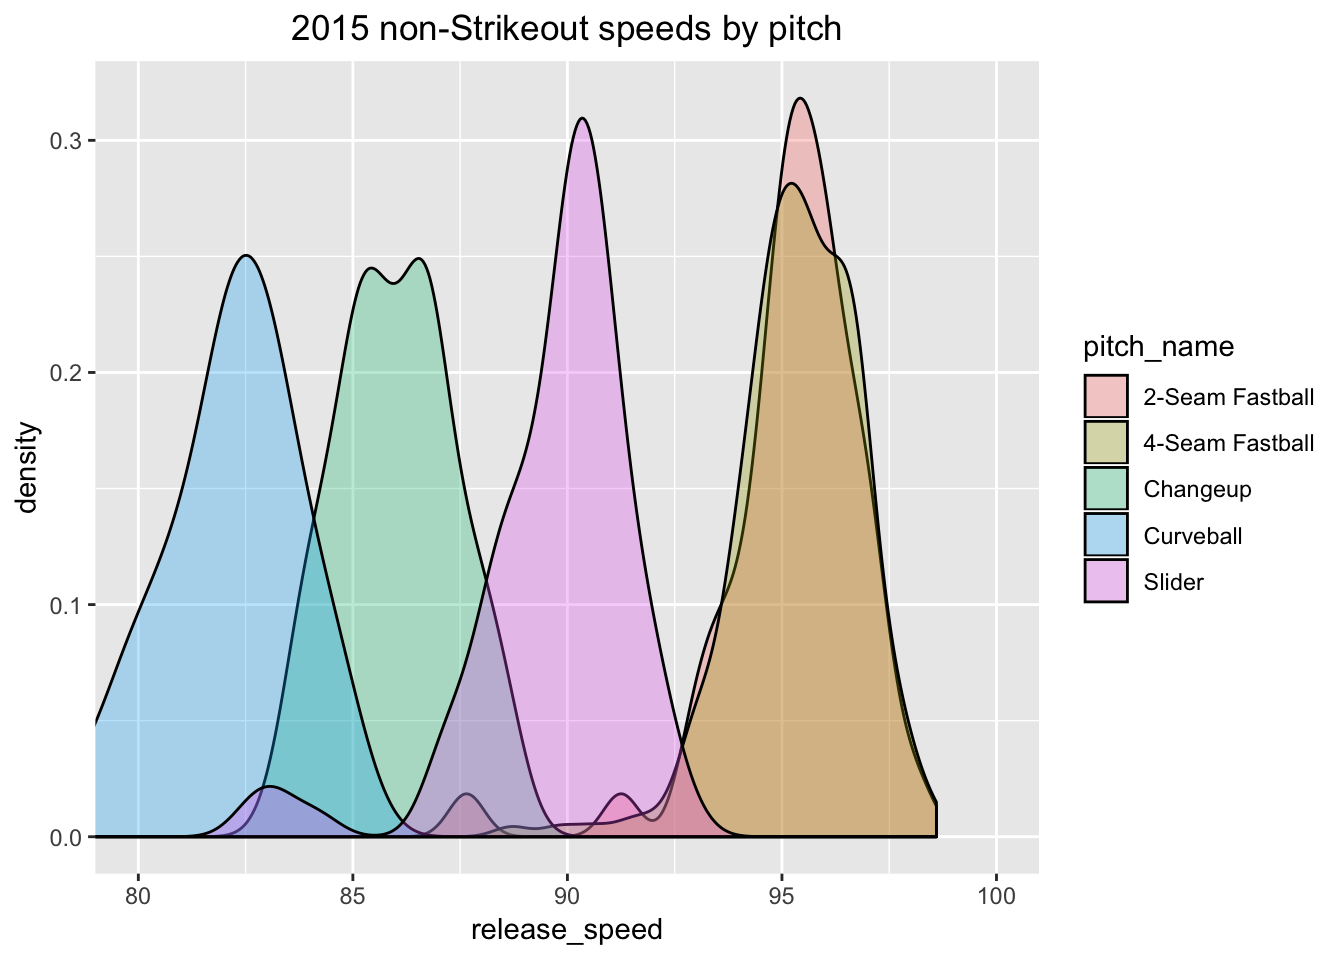 2015 non-Strikeout speeds by pitch
density
0.3
0.2
0.1
0.0
80 85 90 95 100
release_speed
pitch_name
2-Seam Fastball
4-Seam Fastball
Changeup
Curveball
Slider